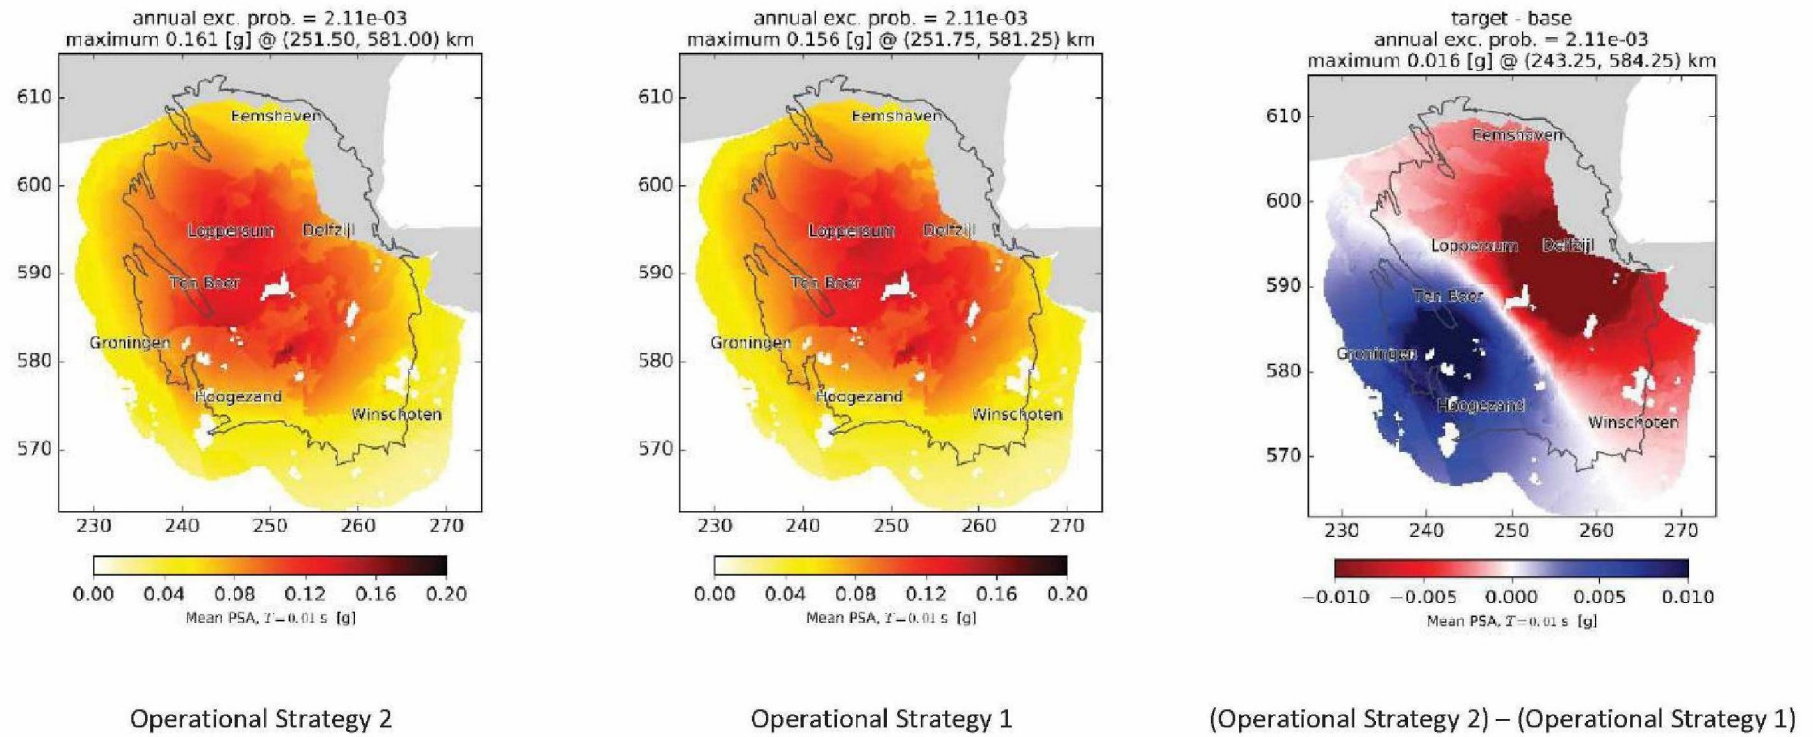 annual exc. prob. = 2.11e-03
maximum 0.161 [g] @ (251.50, 581.00) km
610
600
590
580
570
Eemshaven
Loppersum
Delfzijl
Ten Boer
Groningen
Hoogezand
Winschoten
230 240 250 260 270
0.00 0.04 0.08 0.12 0.16 0.20
Mean PSA, T=0.01 s [g]
Operational Strategy 2
annual exc. prob. = 2.11e-03
maximum 0.156 [g] @ (251.75, 581.25) km
610
600
590
580
570
Eemshaven
Loppersum
Delfzijl
Ten Boer
Groningen
Hoogezand
Winschoten
230 240 250 260 270
0.00 0.04 0.08 0.12 0.16 0.20
Mean PSA, T=0.01 s [g]
Operational Strategy 1
target - base
annual exc. prob. = 2.11e-03
maximum 0.016 [g] @ (243.25, 584.25) km
610
600
590
580
570
Eemshaven
Loppersum
Delfzijl
Ten Boer
Groningen
Hoogezand
Winschoten
230 240 250 260 270
−0.010 −0.005 0.000 0.005 0.010
Mean PSA, T=0.01 s [g]
(Operational Strategy 2) – (Operational Strategy 1)